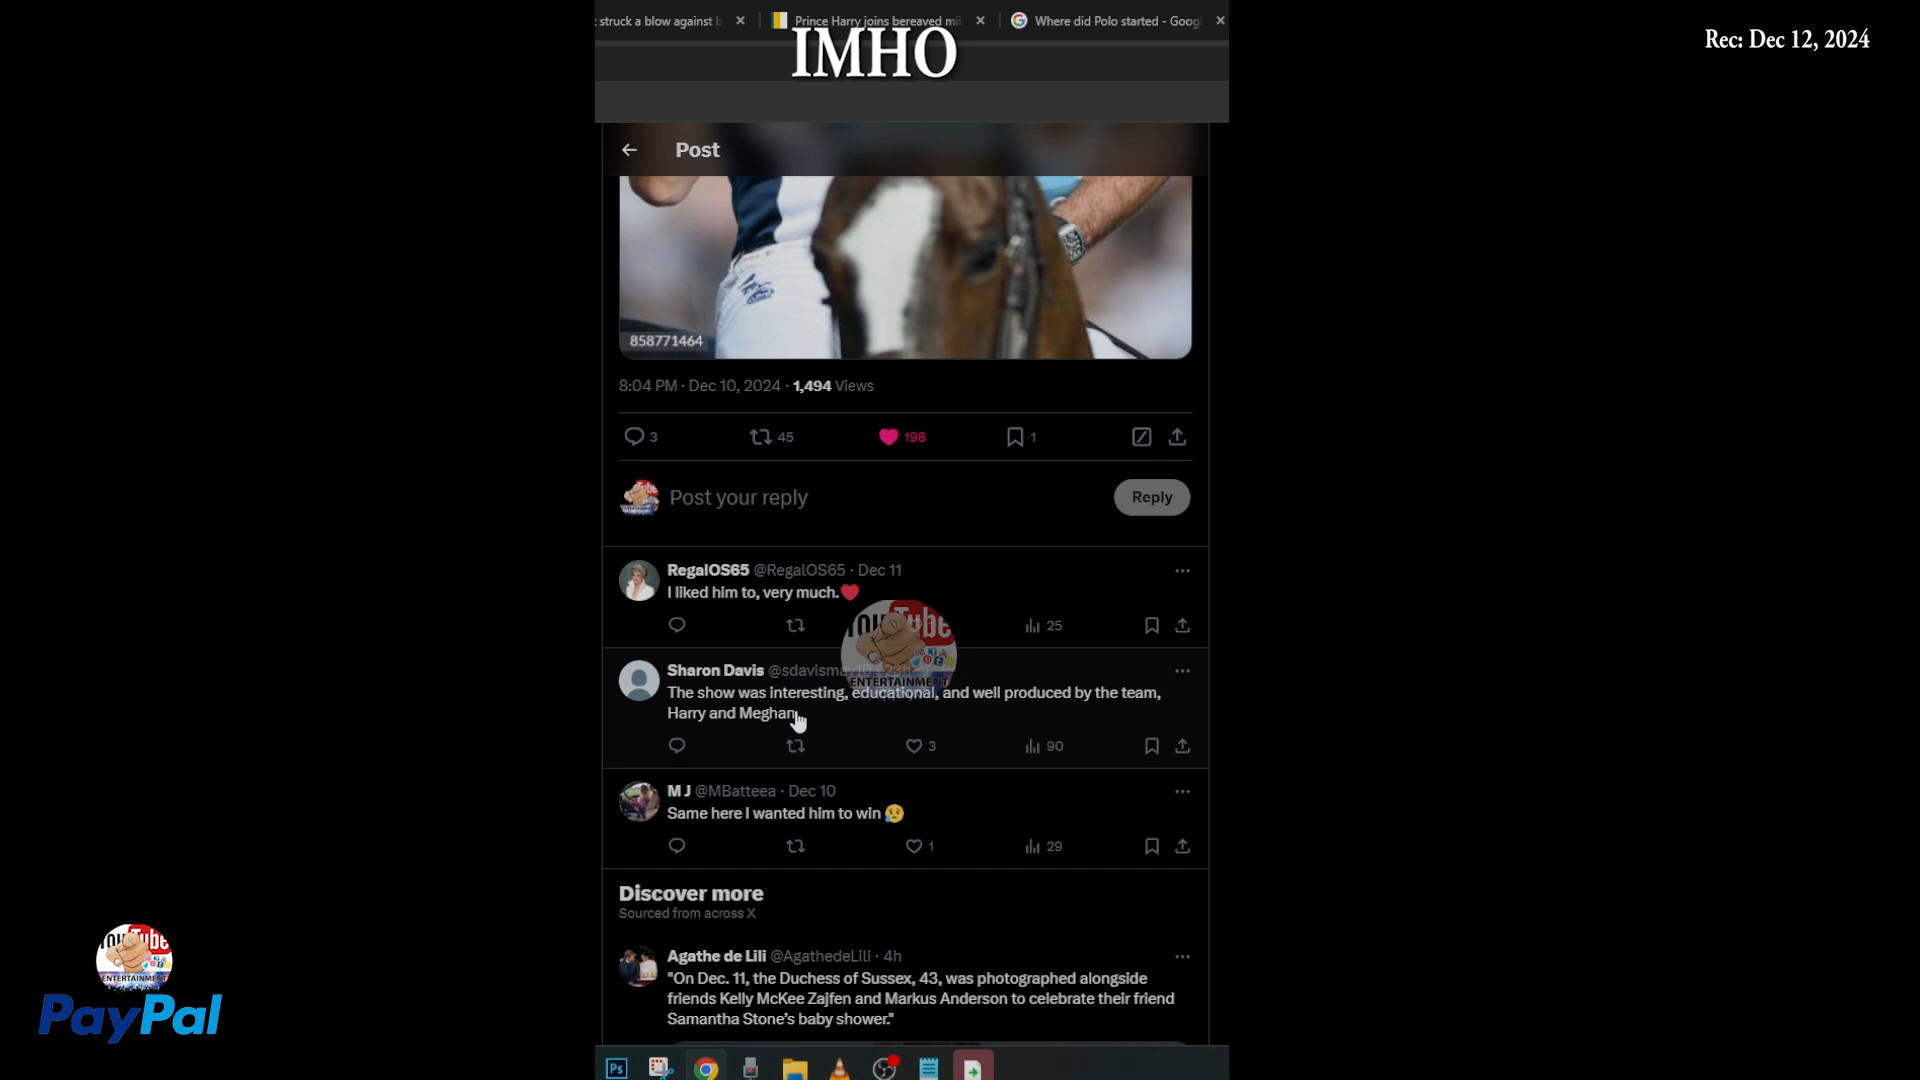 struck a blow against
Prince Harry joins bereaved mi
Where did Polo started - Goog
IMHO
Rec: Dec 12, 2024
Post
858771464
8:04 PM · Dec 10, 2024 · 1,494 Views
3
45
198
1
Post your reply
Reply
RegalOS65 @RegalOS65 · Dec 11
I liked him to, very much.❤️
25
Sharon Davis
The show was interesting, educational, and well produced by the team,
Harry and Meghan
3
90
M J @MBatteea · Dec 10
Same here I wanted him to win 😥
1
29
Discover more
Sourced from across X
Agathe de Lili @AgathedeLili · 4h
"On Dec. 11, the Duchess of Sussex, 43, was photographed alongside
friends Kelly McKee Zajfen and Markus Anderson to celebrate their friend
Samantha Stone's baby shower."
YouTube
ENTERTAINMENT
YouTube
ENTERTAINMENT
PayPal
Ps